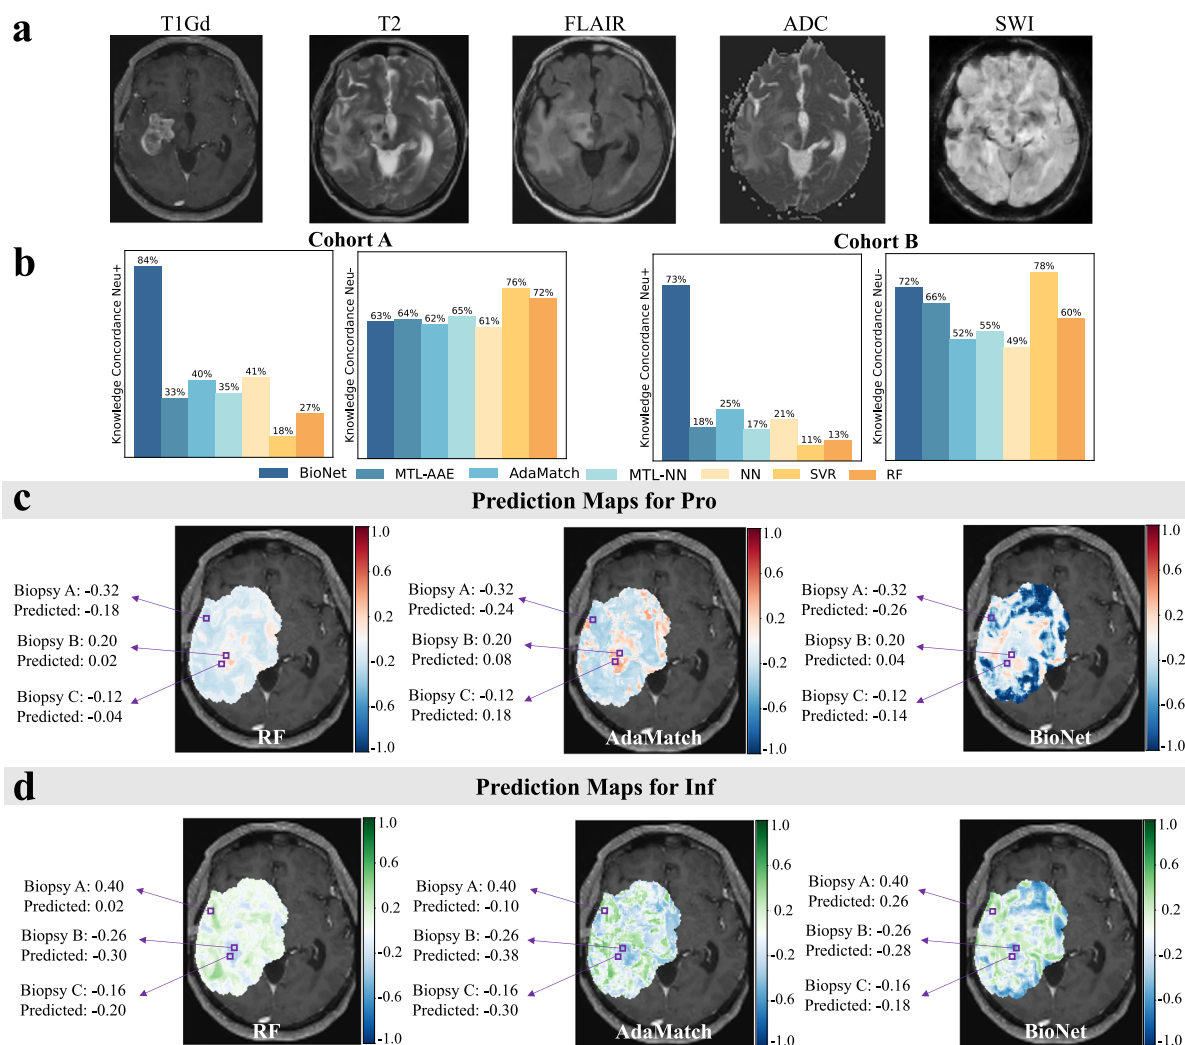 a
T1Gd
T2
FLAIR
ADC
SWI
b
Cohort A
Cohort B
Knowledge Concordance Neu+
84%
33%
40%
35%
41%
18%
27%
Knowledge Concordance Neu-
63%
64%
62%
65%
61%
76%
72%
Knowledge Concordance Neu+
73%
18%
25%
17%
21%
11%
13%
Knowledge Concordance Neu-
72%
66%
52%
55%
49%
78%
60%
BioNet
MTL-AAE
AdaMatch
MTL-NN
NN
SVR
RF
c
Prediction Maps for Pro
Biopsy A: -0.32
Predicted: -0.18
Biopsy B: 0.20
Predicted: 0.02
Biopsy C: -0.12
Predicted: -0.04
RF
1.0
0.6
0.2
-0.2
-0.6
-1.0
Biopsy A: -0.32
Predicted: -0.24
Biopsy B: 0.20
Predicted: 0.08
Biopsy C: -0.12
Predicted: 0.18
AdaMatch
1.0
0.6
0.2
-0.2
-0.6
-1.0
Biopsy A: -0.32
Predicted: -0.26
Biopsy B: 0.20
Predicted: 0.04
Biopsy C: -0.12
Predicted: -0.14
BioNet
1.0
0.6
0.2
-0.2
-0.6
-1.0
d
Prediction Maps for Inf
Biopsy A: 0.40
Predicted: 0.02
Biopsy B: -0.26
Predicted: -0.30
Biopsy C: -0.16
Predicted: -0.20
RF
1.0
0.6
0.2
-0.2
-0.6
-1.0
Biopsy A: 0.40
Predicted: -0.10
Biopsy B: -0.26
Predicted: -0.38
Biopsy C: -0.16
Predicted: -0.30
AdaMatch
1.0
0.6
0.2
-0.2
-0.6
-1.0
Biopsy A: 0.40
Predicted: 0.26
Biopsy B: -0.26
Predicted: -0.28
Biopsy C: -0.16
Predicted: -0.18
BioNet
1.0
0.6
0.2
-0.2
-0.6
-1.0